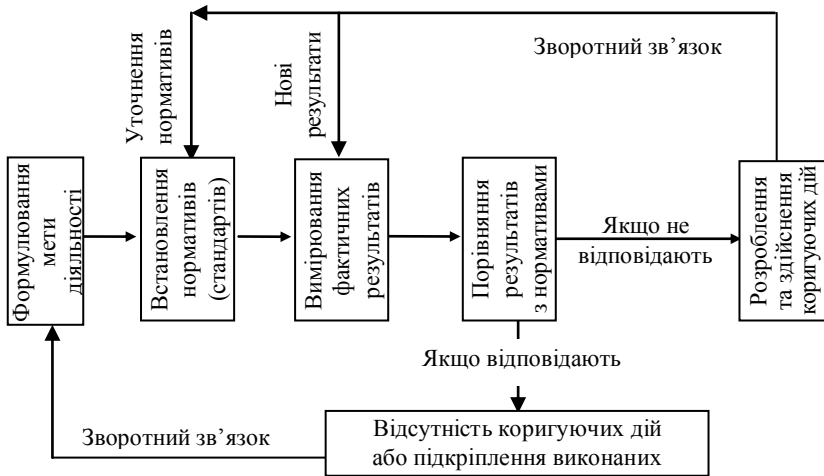 Зворотний зв’язок
Уточнення
нормативів
Нові
результати
Формулювання
мети
діяльності
Встановлення
нормативів
(стандартів)
Вимірювання
фактичних
результатів
Порівняння
результатів
з нормативами
Якщо не
відповідають
Розроблення
та здійснення
коригуючих дій
Якщо відповідають
Зворотний зв’язок
Відсутність коригуючих дій
або підкріплення виконаних